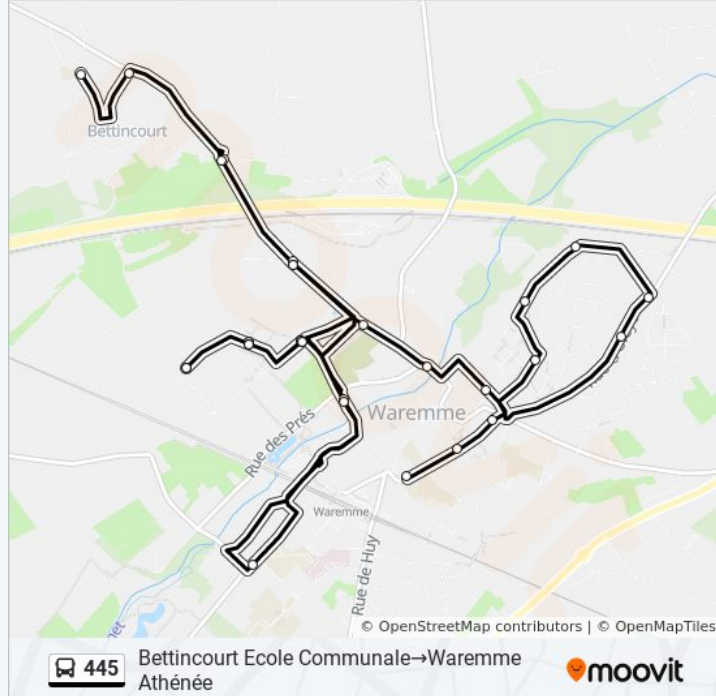 Bettincourt
Waremme
Rue des Prés
Waremme
Rue de Huy
© OpenStreetMap contributors | © OpenMapTiles
445
Bettincourt Ecole Communale→Waremme
Athénée
moovit